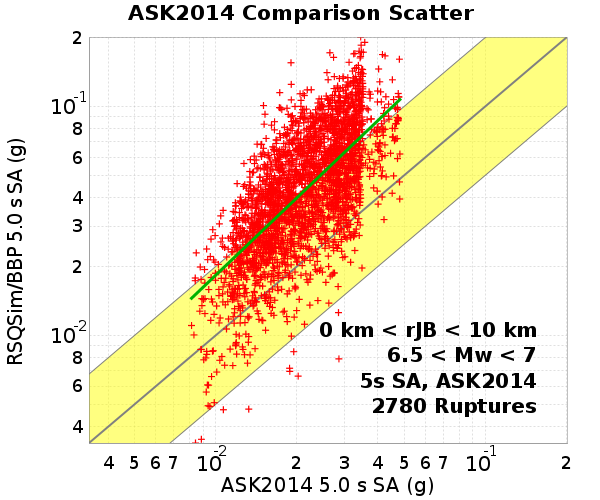 ASK2014 Comparison Scatter
RSQSim/BBP 5.0 s SA (g)
2
10^-1
8
6
4
3
2
10^-2
8
6
4
0 km < rJB < 10 km
6.5 < Mw < 7
5s SA, ASK2014
2780 Ruptures
4 5 6 7 10^-2 2 3 4 5 6 7 10^-1 2
ASK2014 5.0 s SA (g)